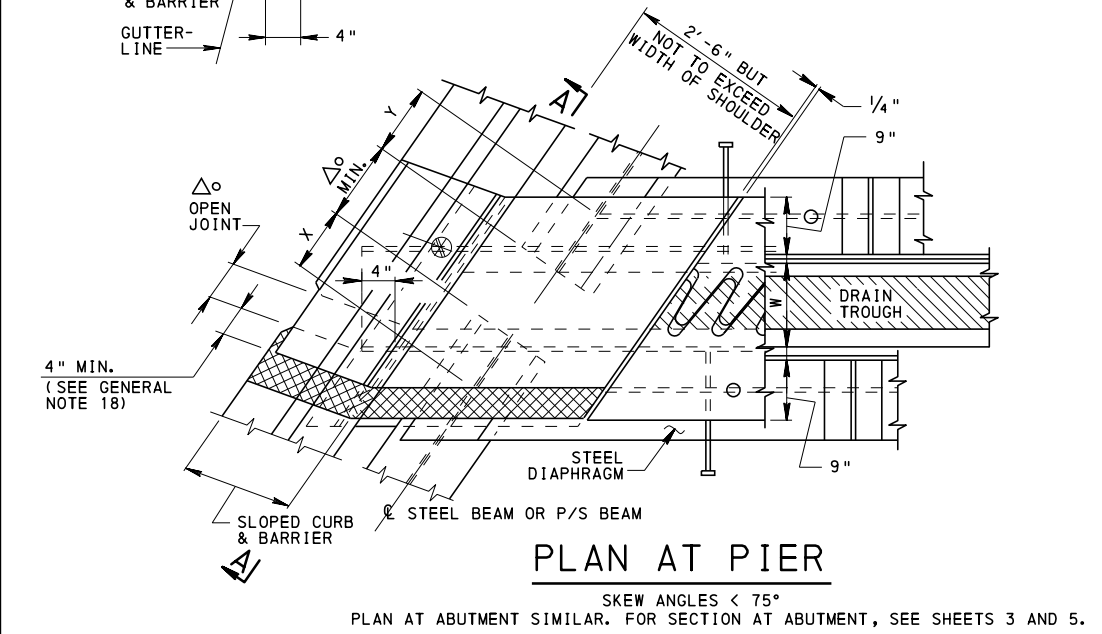 & BARRIER
GUTTER-
LINE
4"
2'-6" BUT
NOT TO EXCEED
WIDTH OF SHOULDER
1/4"
9"
A
Y
△°
MIN.
X
△°
OPEN
JOINT
4"
W
DRAIN
TROUGH
4" MIN.
(SEE GENERAL
NOTE 18)
STEEL
DIAPHRAGM
9"
℄ STEEL BEAM OR P/S BEAM
SLOPED CURB
& BARRIER
A
PLAN AT PIER
SKEW ANGLES < 75°
PLAN AT ABUTMENT SIMILAR. FOR SECTION AT ABUTMENT, SEE SHEETS 3 AND 5.